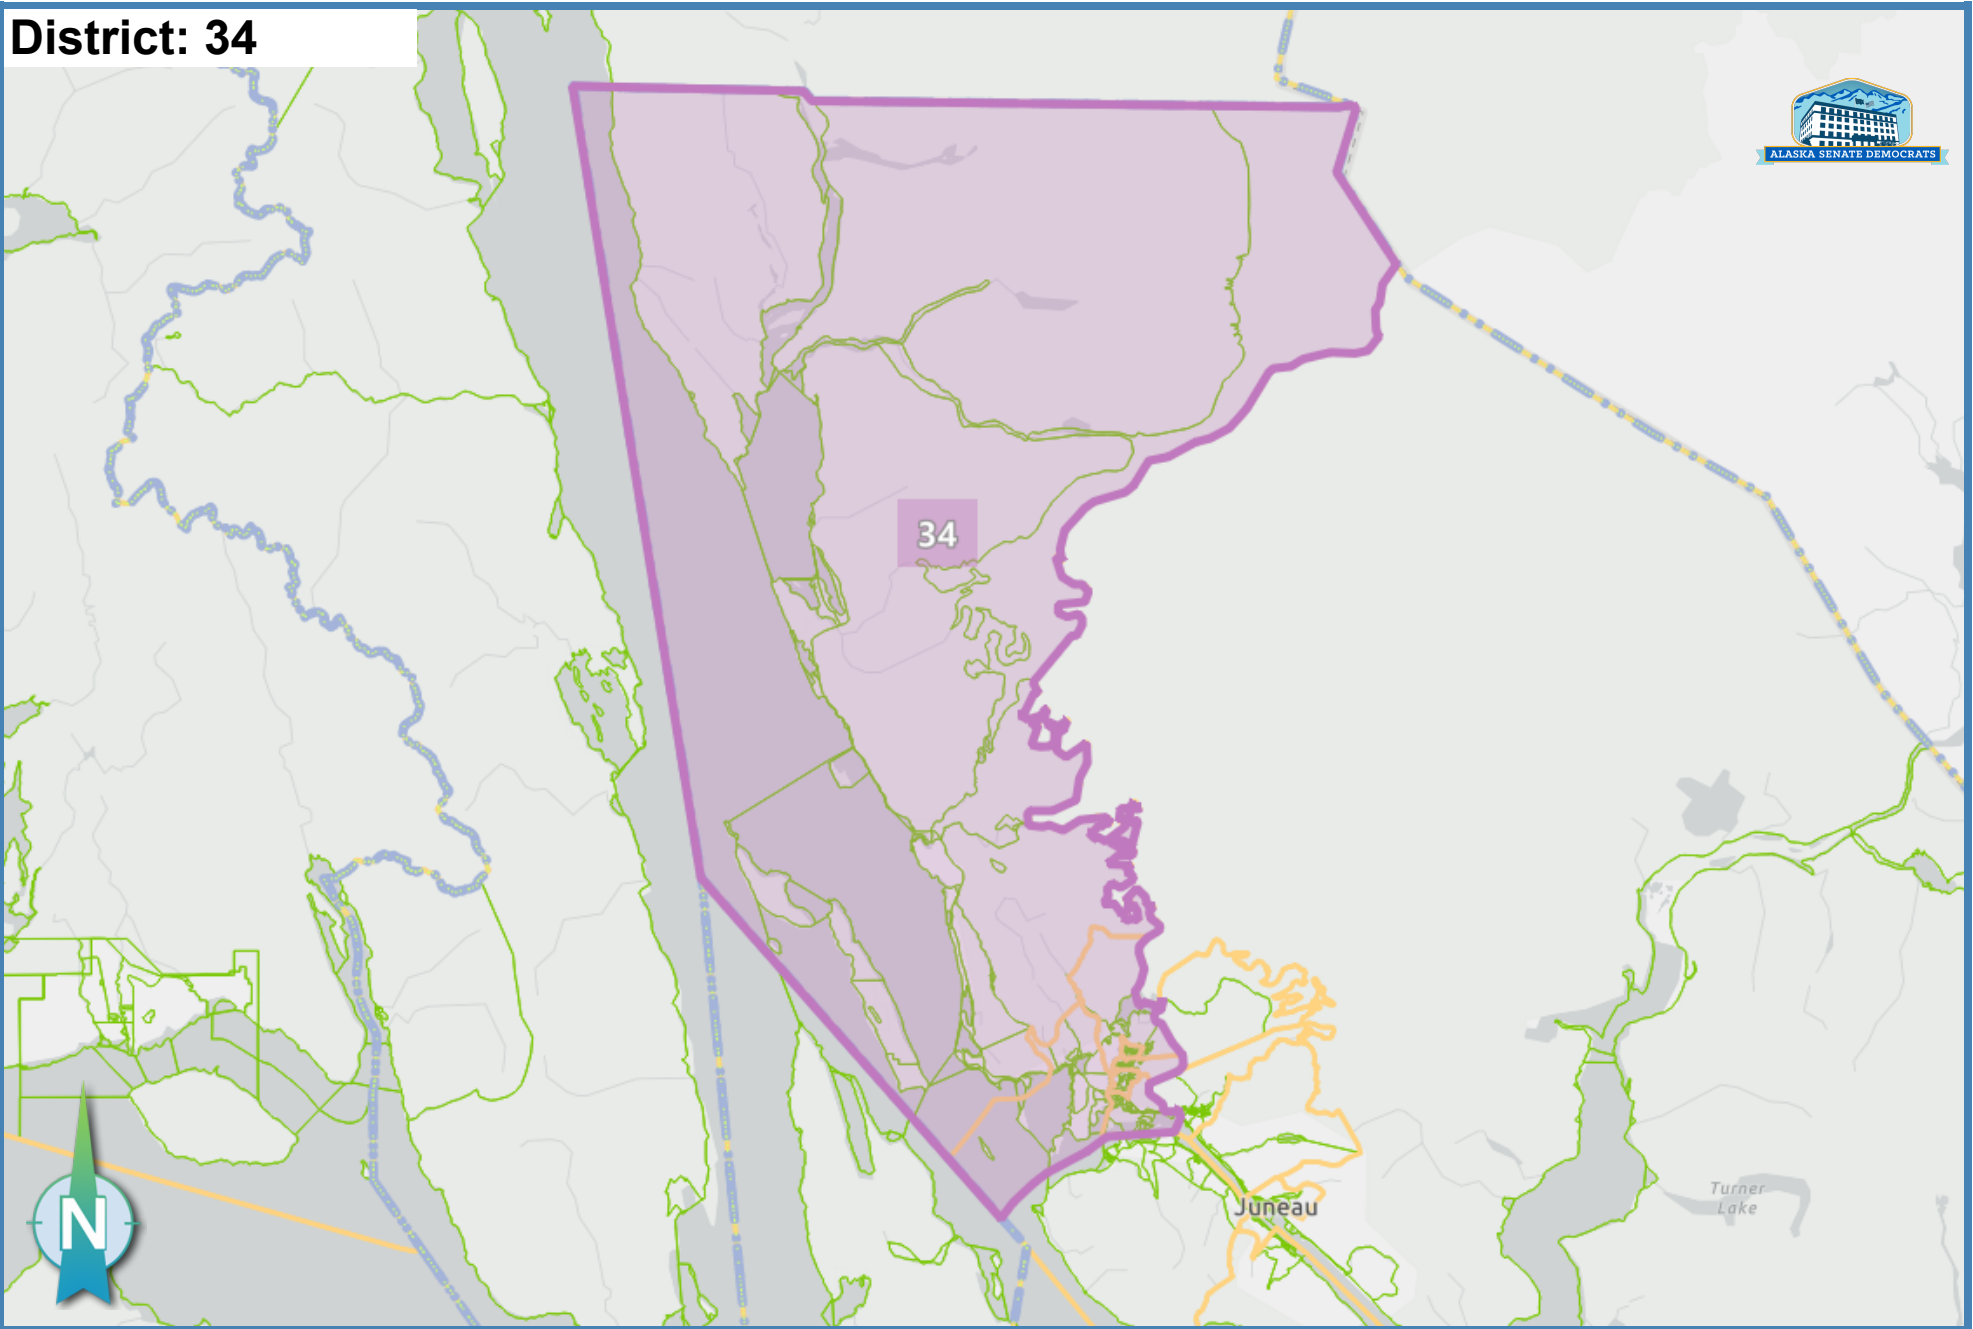 District: 34
ALASKA SENATE DEMOCRATS
34
Turner
Lake
Juneau
N